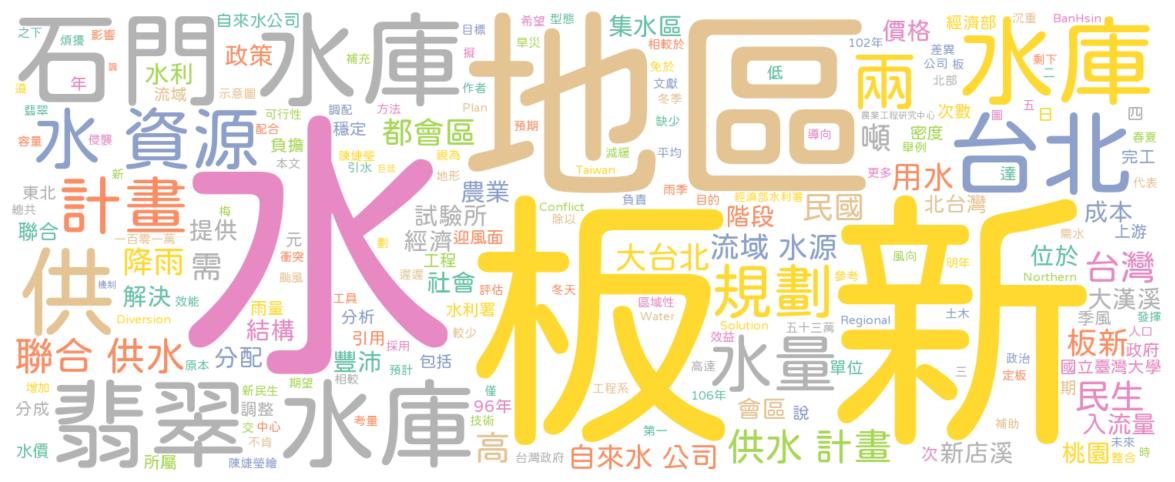 石門水庫
地區
水庫
水
板新
翡翠水庫
供
台北
兩
水 資源
計畫
規劃
水量
聯合 供水
供水 計畫
自來水 公司
流域 水源
大台北
都會區
政策
水利
自來水公司
集水區
價格
經濟部
噸
用水
密度
次數
北台灣
民國
階段
成本
上游
位於
台灣
大漢溪
季風
板新
政府
國立臺灣大學
民生
入流量
桃園
新店溪
次
高
會區
說
單位
豐沛
包括
分配
結構
雨量
降雨
需
提供
解決
效能
聯合
東北
總共
分成
水價
所屬
調整
新民生
交
中心
不肯
陳婕瑩繪
期望
相較
考量
96年
技術
僅
預計
採用
引用
分析
工具
評估
水利署
較少
社會
工程
經濟
迎風面
試驗所
農業
穩定
負擔
可行性
調配
方法
配合
引水
本文
視為
地形
之下
煩擾
影響
年
流域
示意圖
補充
翡翠
容量
侵襲
新
梅
一百零一萬
元
衝突
颱風
機制
劃
遲遲
Diversion
原本
增加
目標
擬
希望
型態
旱災
相較於
作者
Plan
預期
減緩
Taiwan
免於
文獻
冬季
缺少
平均
雨季
負責
目的
經濟部水利署
低
導向
102年
差異
公司
板
北部
農業工程研究中心
舉例
更多
沉重
BanHsin
剩下
二
五
日
圖
達
四
春夏
完工
代表
需水
明年
Northern
發揮
土木
人口
風向
參考
Regional
五十三萬
政治
三
定板
期
補助
未來
整合
時
Conflict
除以
冬天
區域性
Water
Solution
效益
高達
工程系
106年
第一
台灣政府